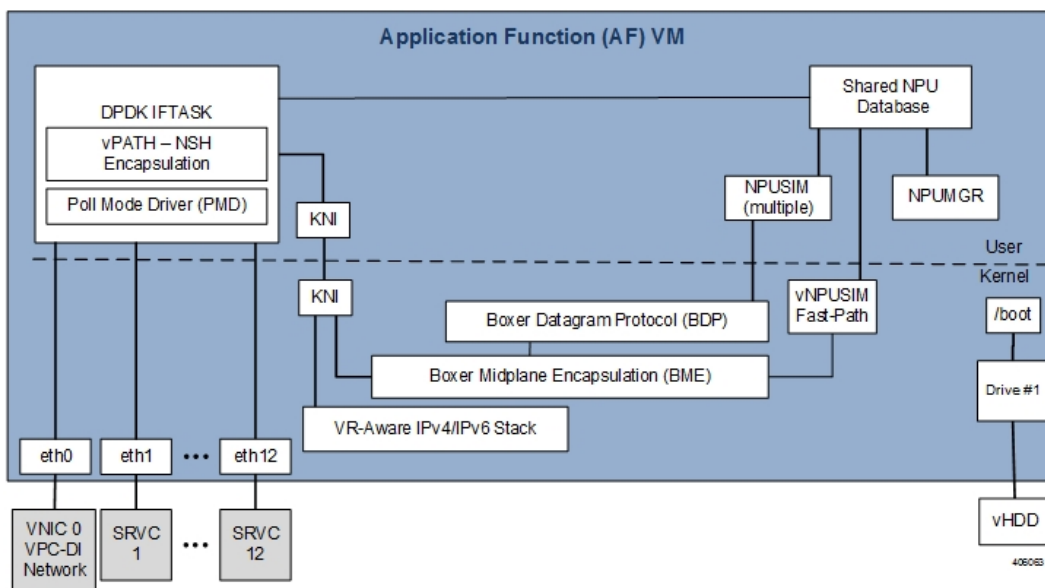 Application Function (AF) VM
DPDK IFTASK
vPATH – NSH
Encapsulation
Poll Mode Driver (PMD)
Shared NPU
Database
KNI
NPUSIM
(multiple)
NPUMGR
User
Kernel
KNI
vNPUSIM
Fast-Path
/boot
Boxer Datagram Protocol (BDP)
Boxer Midplane Encapsulation (BME)
Drive #1
VR-Aware IPv4/IPv6 Stack
eth0
eth1
•••
eth12
VNIC 0
VPC-DI
Network
SRVC
1
•••
SRVC
12
vHDD
406063